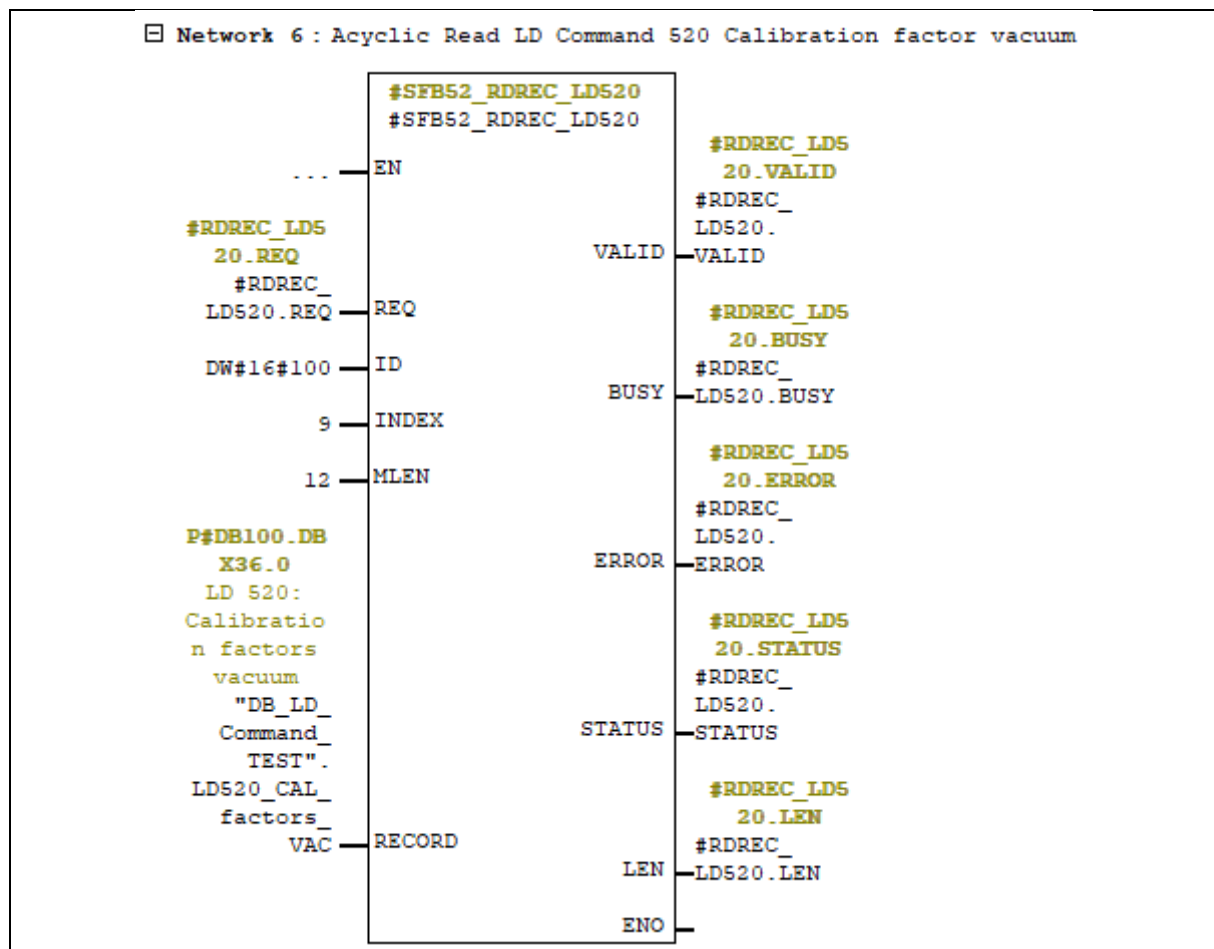 Network 6 : Acyclic Read LD Command 520 Calibration factor vacuum
#SFB52_RDREC_LD520
#SFB52_RDREC_LD520
... EN
#RDREC_LD5
20.REQ
#RDREC_
LD520.REQ REQ
DW#16#100 ID
9 INDEX
12 MLEN
P#DB100.DB
X36.0
LD 520:
Calibratio
n factors
vacuum
"DB_LD_
Command_
TEST".
LD520_CAL_
factors_
VAC RECORD
#RDREC_LD5
20.VALID
#RDREC_
LD520.
VALID VALID
#RDREC_LD5
20.BUSY
#RDREC_
BUSY LD520.BUSY
#RDREC_LD5
20.ERROR
#RDREC_
LD520.
ERROR ERROR
#RDREC_LD5
20.STATUS
#RDREC_
LD520.
STATUS STATUS
#RDREC_LD5
20.LEN
#RDREC_
LEN LD520.LEN
ENO